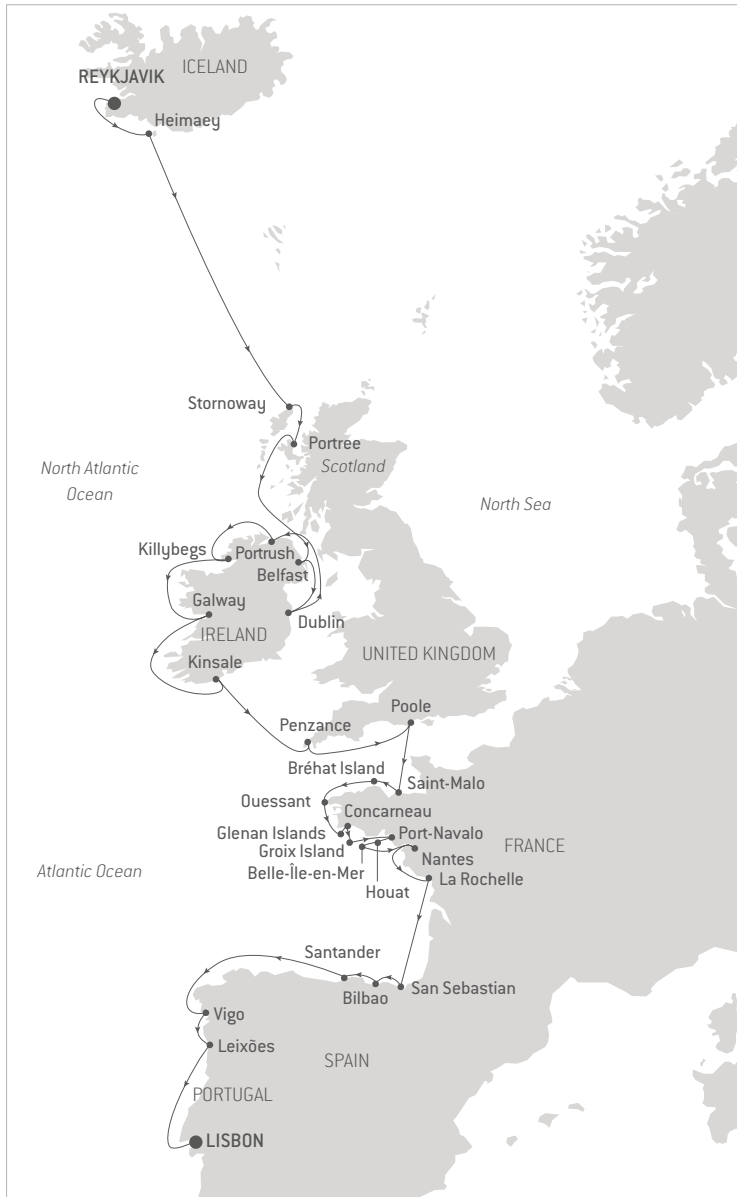 ICELAND
REYKJAVIK
Heimaey
Stornoway
Portree
Scotland
North Atlantic
Ocean
North Sea
Killybegs
Portrush
Belfast
Galway
Dublin
IRELAND
UNITED KINGDOM
Kinsale
Poole
Penzance
Bréhat Island
Saint-Malo
Ouessant
Concarneau
Glenan Islands
Port-Navalo
Groix Island
FRANCE
Nantes
Belle-Île-en-Mer
Atlantic Ocean
La Rochelle
Houat
Santander
San Sebastian
Bilbao
Vigo
Leixões
SPAIN
PORTUGAL
LISBON